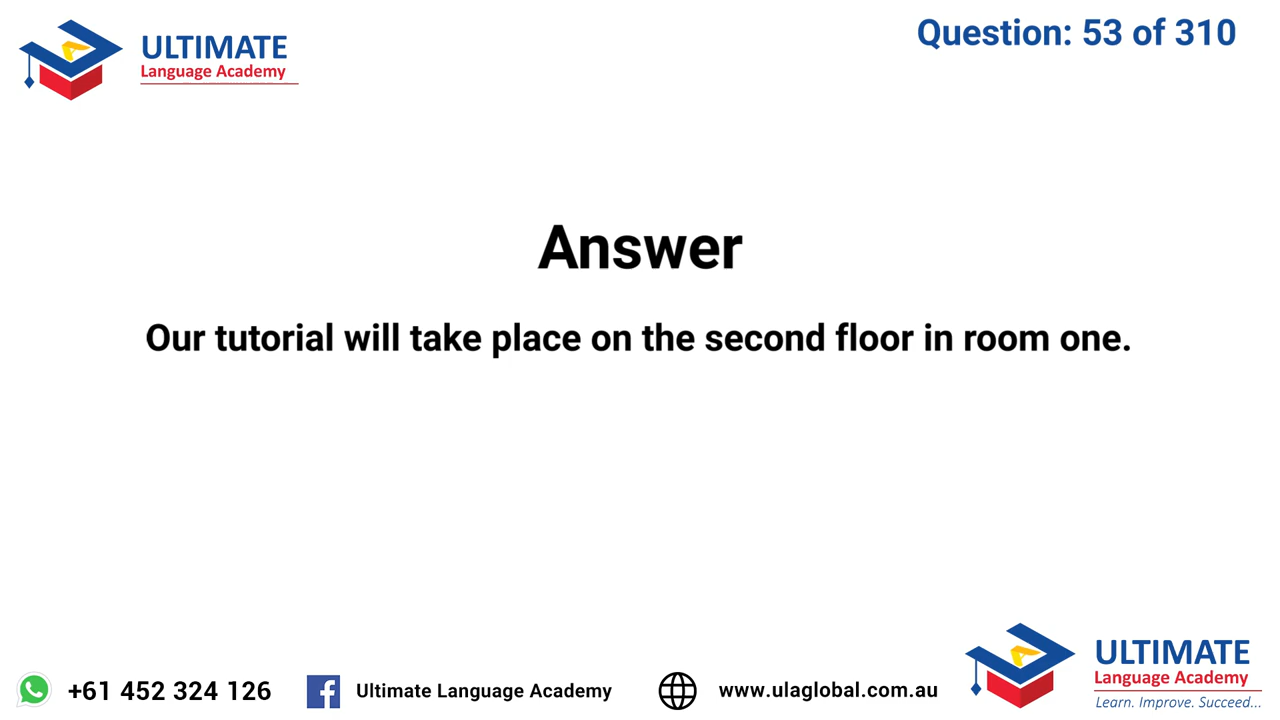 ULTIMATE
Language Academy
Question: 53 of 310
Answer
Our tutorial will take place on the second floor in room one.
+61 452 324 126
Ultimate Language Academy
www.ulaglobal.com.au
ULTIMATE
Language Academy
Learn. Improve. Succeed...